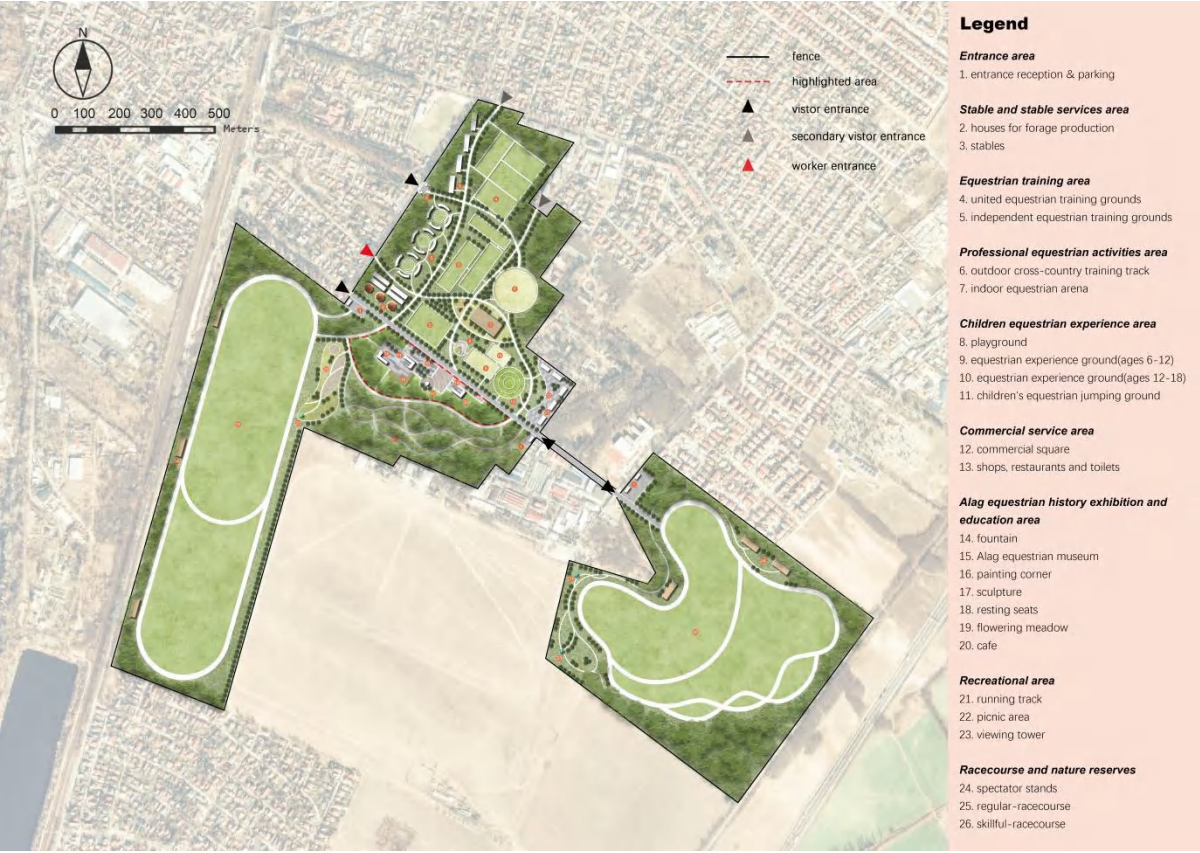 N
0 100 200 300 400 500
Meters
fence
highlighted area
vistor entrance
secondary vistor entrance
worker entrance
Legend
Entrance area
1. entrance reception & parking
Stable and stable services area
2. houses for forage production
3. stables
Equestrian training area
4. united equestrian training grounds
5. independent equestrian training grounds
Professional equestrian activities area
6. outdoor cross-country training track
7. indoor equestrian arena
Children equestrian experience area
8. playground
9. equestrian experience ground(ages 6-12)
10. equestrian experience ground(ages 12-18)
11. children's equestrian jumping ground
Commercial service area
12. commercial square
13. shops, restaurants and toilets
Alag equestrian history exhibition and
education area
14. fountain
15. Alag equestrian museum
16. painting corner
17. sculpture
18. resting seats
19. flowering meadow
20. cafe
Recreational area
21. running track
22. picnic area
23. viewing tower
Racecourse and nature reserves
24. spectator stands
25. regular-racecourse
26. skillful-racecourse